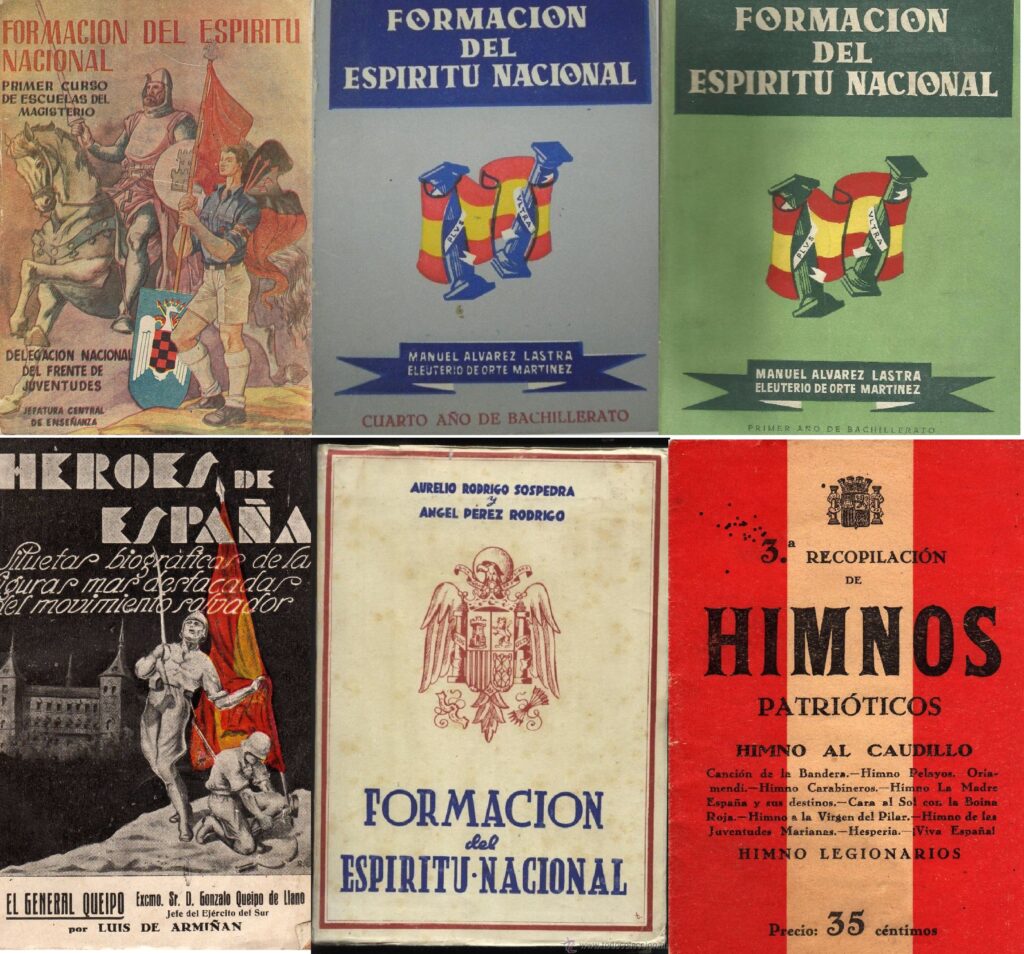 FORMACION DEL ESPIRITU
NACIONAL
PRIMER CURSO
DE ESCUELAS DEL
MAGISTERIO
DELEGACION NACIONAL
DEL FRENTE DE
JUVENTUDES
JEFATURA CENTRAL
DE ENSEÑANZA
FORMACION
DEL
ESPIRITU NACIONAL
PLVS
VLTRA
MANUEL ALVAREZ LASTRA
ELEUTERIO DE ORTE MARTINEZ
CUARTO AÑO DE BACHILLERATO
FORMACION
DEL
ESPIRITU NACIONAL
PLVS
VLTRA
MANUEL ALVAREZ LASTRA
ELEUTERIO DE ORTE MARTINEZ
PRIMER AÑO DE BACHILLERATO
HÉROES DE
ESPAÑA
Siluetas biográficas de la
figuras mas destacadas
del movimiento salvador
EL GENERAL QUEIPO
Excmo. Sr. D. Gonzalo Queipo de Llano
Jefe del Ejército del Sur
por LUIS DE ARMIÑAN
AURELIO RODRIGO SOSPEDRA
y
ANGEL PEREZ RODRIGO
FORMACION
del
ESPIRITU·NACIONAL
3.ª RECOPILACIÓN
DE
HIMNOS
PATRIÓTICOS
HIMNO AL CAUDILLO
Canción de la Bandera.—Himno Pelayos. Oria-
mendi.—Himno Carabineros.—Himno La Madre
España y sus destinos.—Cara al Sol con la Boina
Roja.—Himno a la Virgen del Pilar.—Himno de las
Juventudes Marianas.—Hesperia.—¡Viva España!
HIMNO LEGIONARIOS
Precio: 35 céntimos